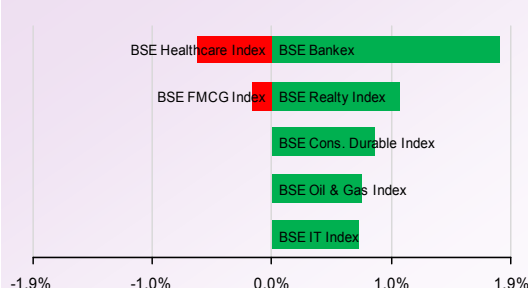 BSE Healthcare Index BSE Bankex
BSE FMCG Index BSE Realty Index
BSE Cons. Durable Index
BSE Oil & Gas Index
BSE IT Index
-1.9% -1.0% 0.0% 1.0% 1.9%